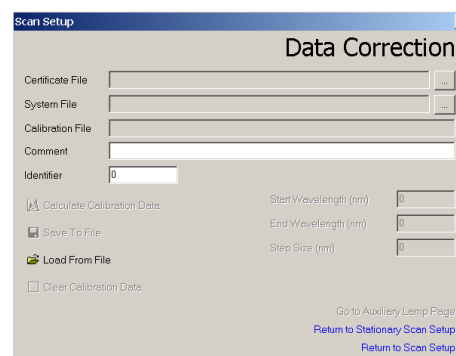 Scan Setup
Data Correction
Certificate File
...
System File
...
Calibration File
Comment
Identifier 0
Calculate Calibration Data
Start Wavelength (nm) 0
Save To File
End Wavelength (nm) 0
Load From File
Step Size (nm) 0
Clear Calibration Data
Go to Auxiliary Lamp Page
Return to Stationary Scan Setup
Return to Scan Setup